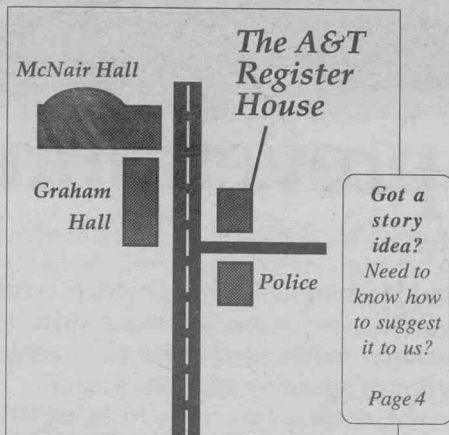 The A&T
Register
House
McNair Hall
Graham
Hall
Police
Got a
story
idea?
Need to
know how
to suggest
it to us?
Page 4